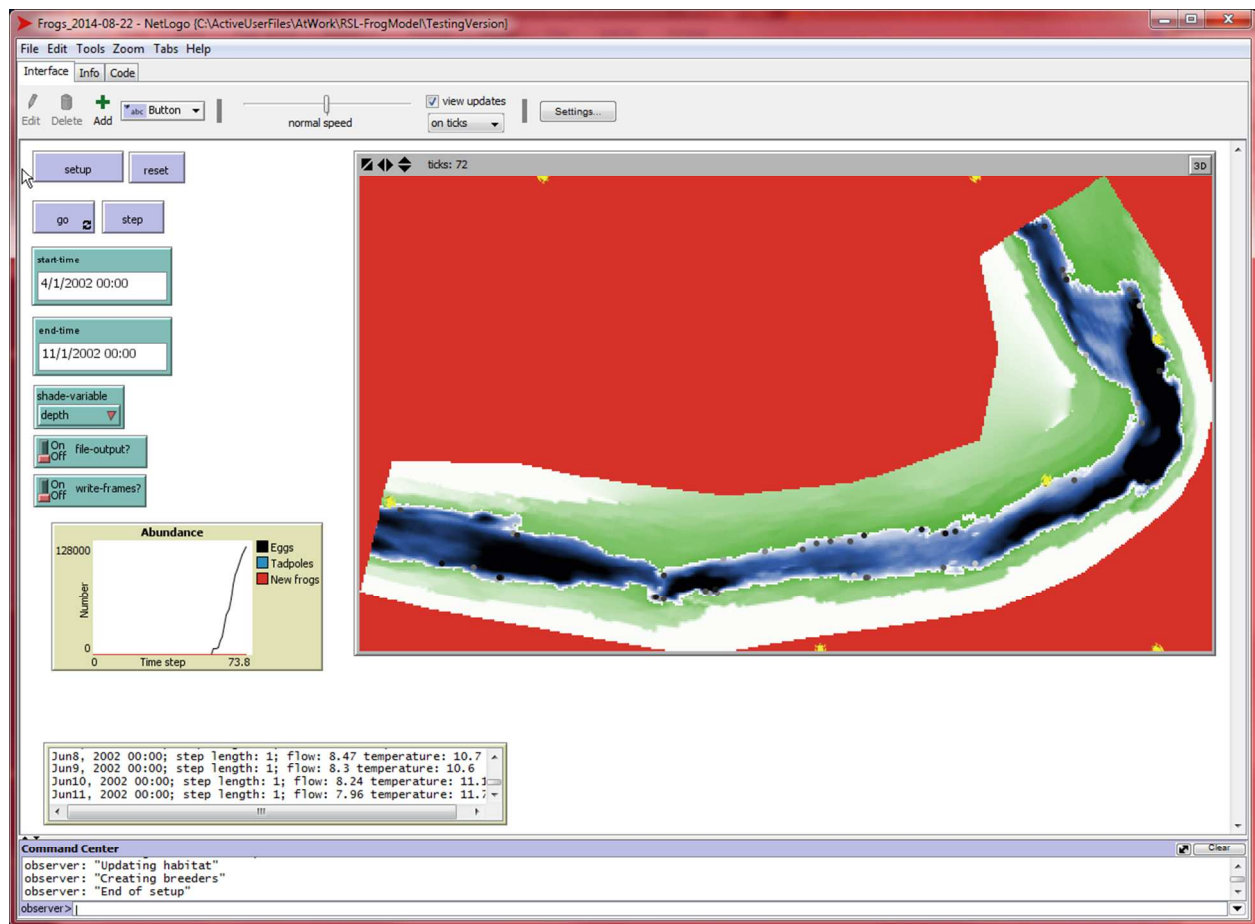 Frogs_2014-08-22 - NetLogo {C:\ActiveUserFiles\AtWork\RSL-FrogModel\TestingVersion}
File Edit Tools Zoom Tabs Help
Interface Info Code
Edit Delete Add abc Button normal speed view updates on ticks Settings...
setup reset
ticks: 72 3D
go step
start-time
4/1/2002 00:00
end-time
11/1/2002 00:00
shade-variable
depth
On Off file-output?
On Off write-frames?
Abundance
128000
Number
0
0 Time step 73.8
Eggs
Tadpoles
New frogs
Jun8, 2002 00:00; step length: 1; flow: 8.47 temperature: 10.7
Jun9, 2002 00:00; step length: 1; flow: 8.3 temperature: 10.6
Jun10, 2002 00:00; step length: 1; flow: 8.24 temperature: 11.1
Jun11, 2002 00:00; step length: 1; flow: 7.96 temperature: 11.7
Command Center Clear
observer: "Updating habitat"
observer: "Creating breeders"
observer: "End of setup"
observer>